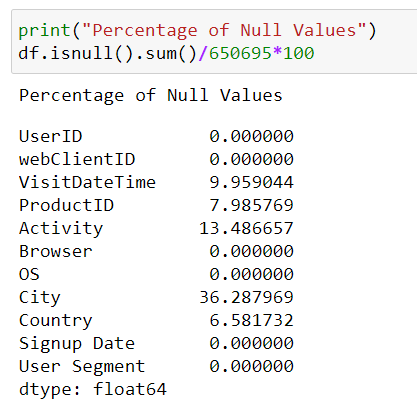 print("Percentage of Null Values")
df.isnull().sum()/650695*100
Percentage of Null Values
UserID 0.000000
webClientID 0.000000
VisitDateTime 9.959044
ProductID 7.985769
Activity 13.486657
Browser 0.000000
OS 0.000000
City 36.287969
Country 6.581732
Signup Date 0.000000
User Segment 0.000000
dtype: float64